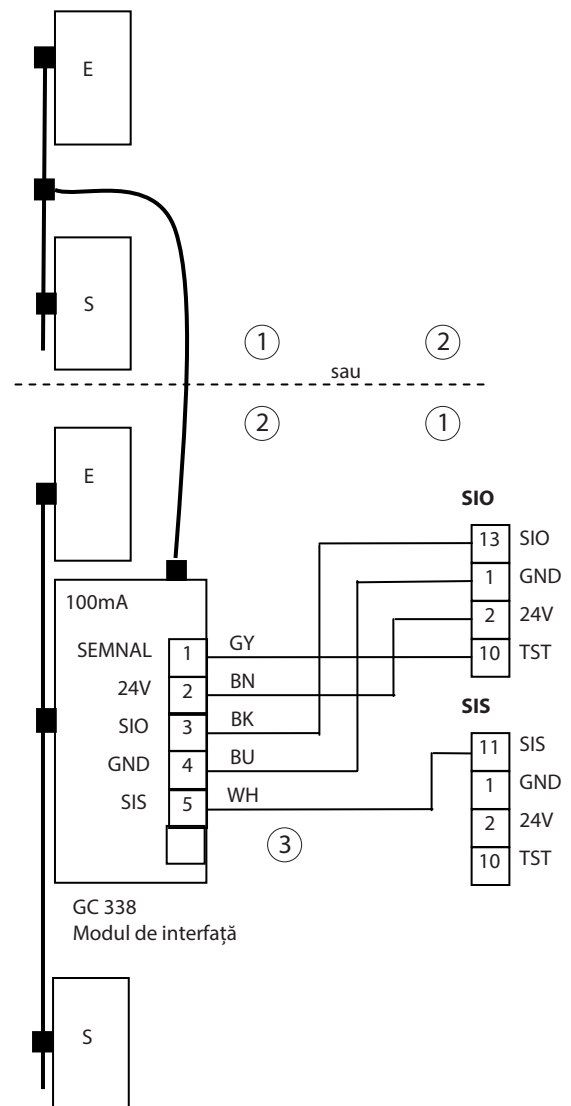 E
S
1 2
sau
2 1
E
SIO
13 SIO
1 GND
2 24V
10 TST
100mA
SEMNAL 1 GY
24V 2 BN
SIO 3 BK
GND 4 BU
SIS 5 WH
3
SIS
11 SIS
1 GND
2 24V
10 TST
GC 338
Modul de interfață
S